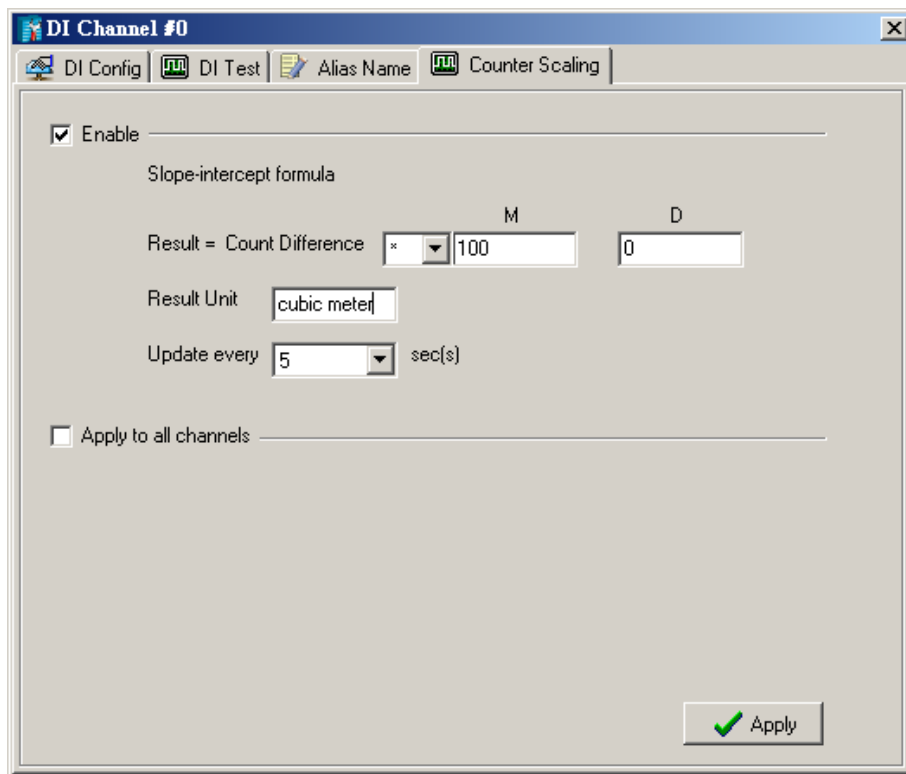 DI Channel #0
DI Config DI Test Alias Name Counter Scaling
Enable
Slope-intercept formula
M D
Result = Count Difference * 100 0
Result Unit cubic meter
Update every 5 sec(s)
Apply to all channels
Apply